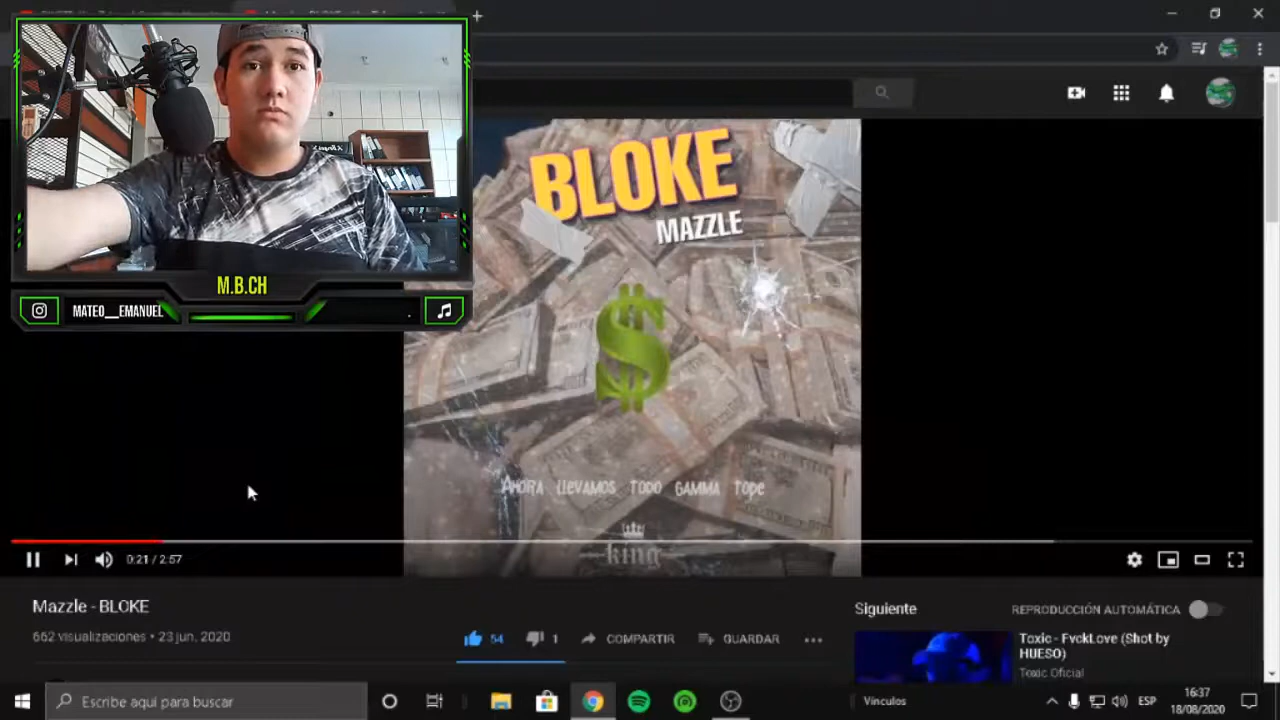 M.B.CH
MATEO__EMANUEL
BLOKE
MAZZLE
$
AHORA LLEVAMOS TODO GAMMA TOPE
king
0:21 / 2:57
Mazzle - BLOKE
662 visualizaciones • 23 jun. 2020
54
1
COMPARTIR
GUARDAR
Siguiente
REPRODUCCIÓN AUTOMÁTICA
Toxic - FvckLove (Shot by
HUESO)
Toxic Oficial
Escribe aquí para buscar
Vínculos
ESP
16:37
18/08/2020